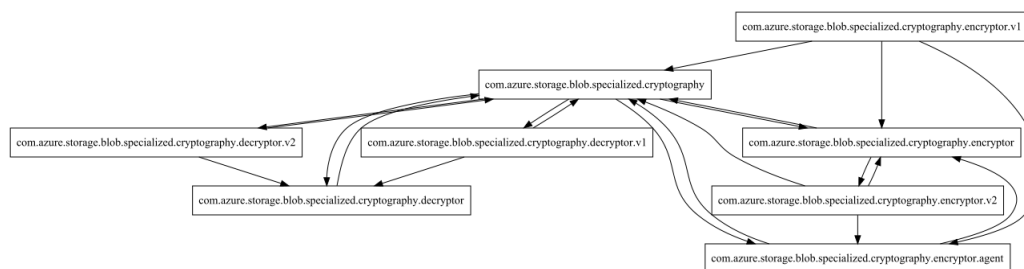 com.azure.storage.blob.specialized.cryptography.encryptor.v1
com.azure.storage.blob.specialized.cryptography
com.azure.storage.blob.specialized.cryptography.decryptor.v2
com.azure.storage.blob.specialized.cryptography.decryptor.v1
com.azure.storage.blob.specialized.cryptography.encryptor
com.azure.storage.blob.specialized.cryptography.decryptor
com.azure.storage.blob.specialized.cryptography.encryptor.v2
com.azure.storage.blob.specialized.cryptography.encryptor.agent